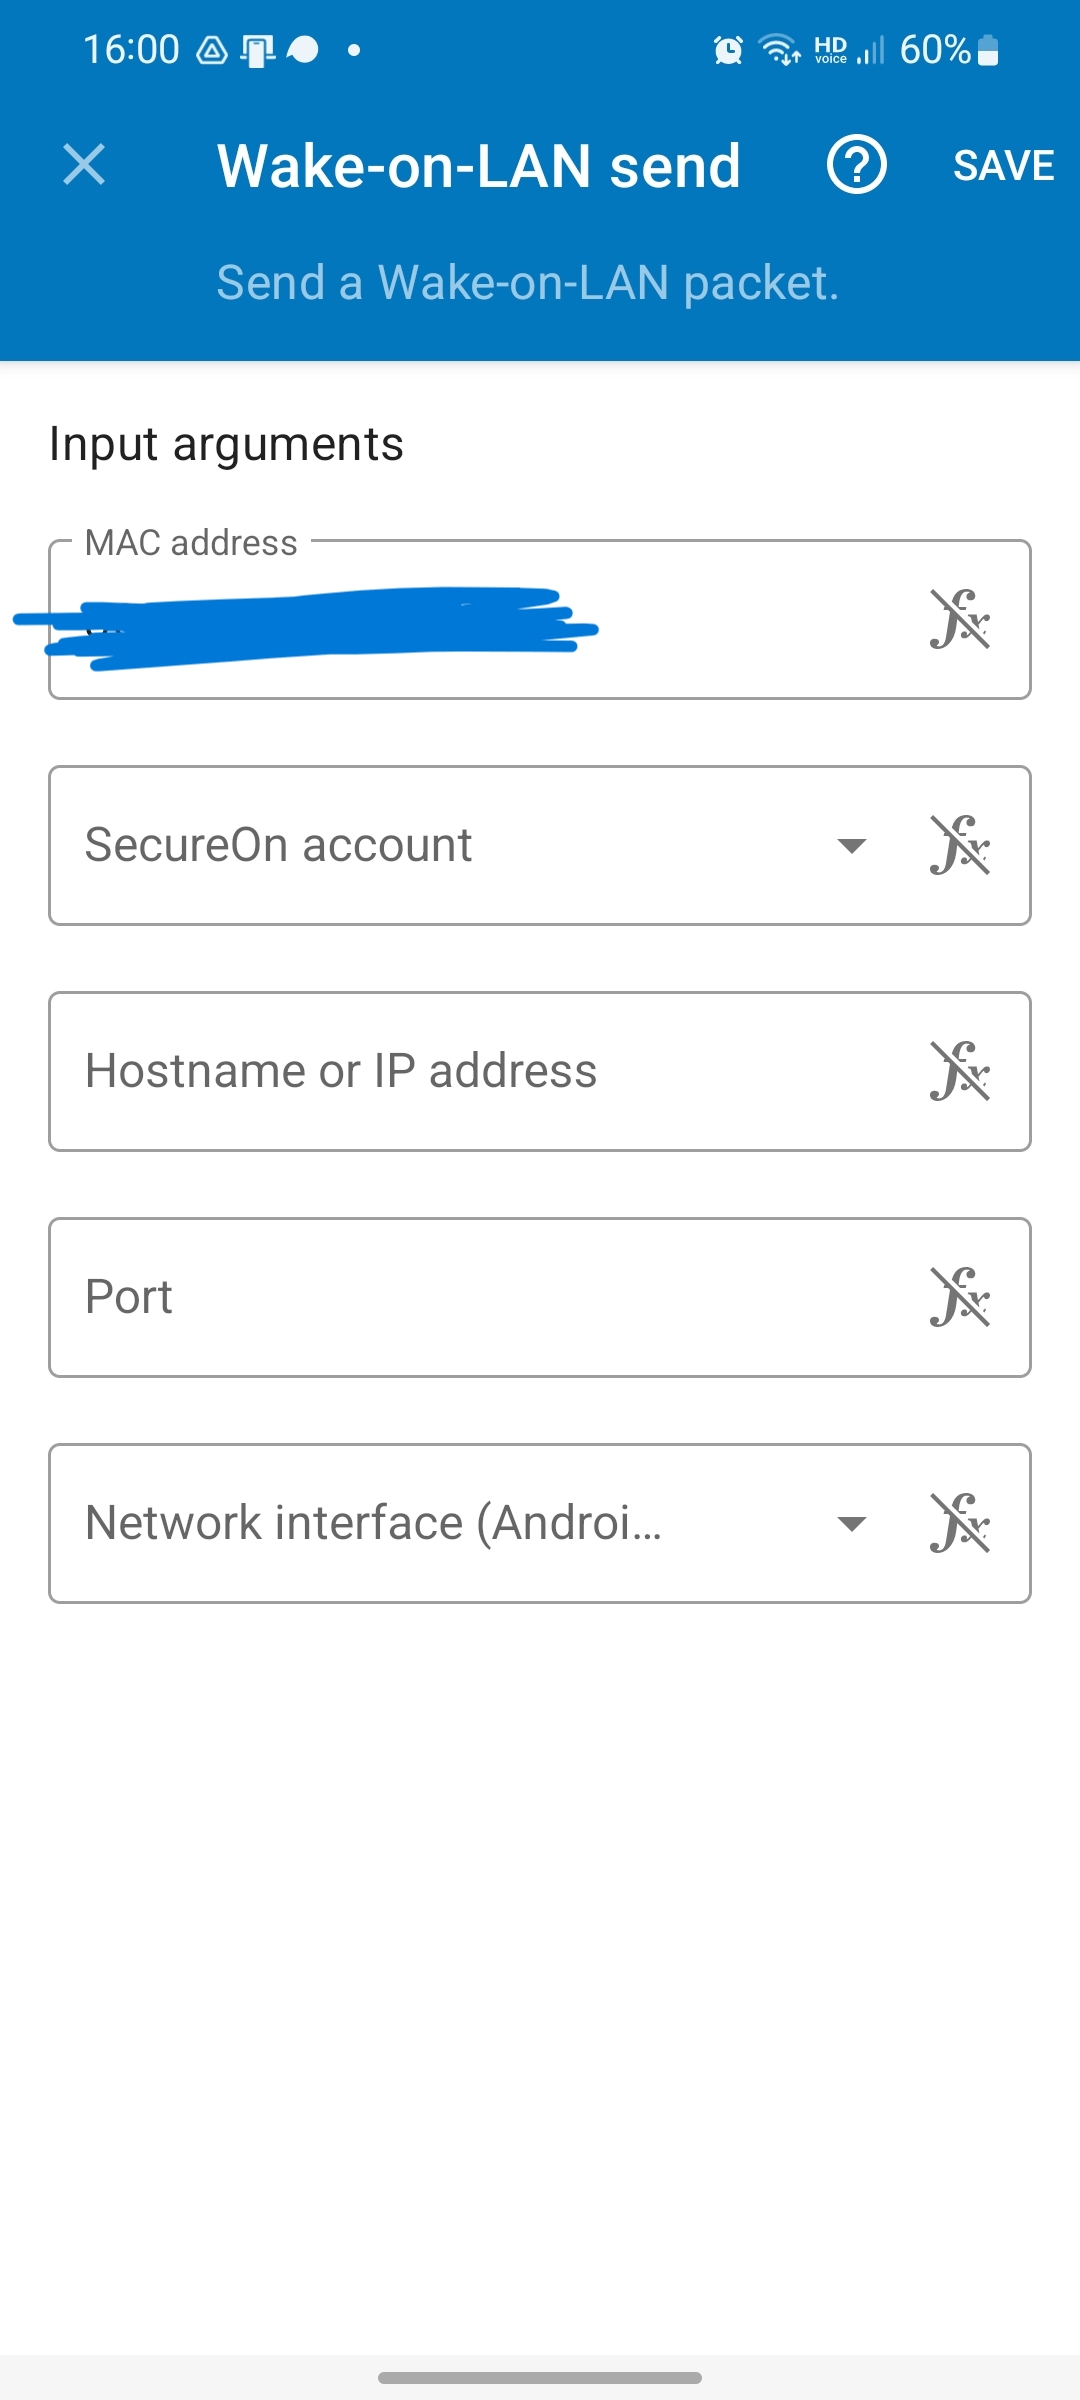 16:00 HD voice 60%
Wake-on-LAN send SAVE
Send a Wake-on-LAN packet.
Input arguments
MAC address
SecureOn account
Hostname or IP address
Port
Network interface (Androi...